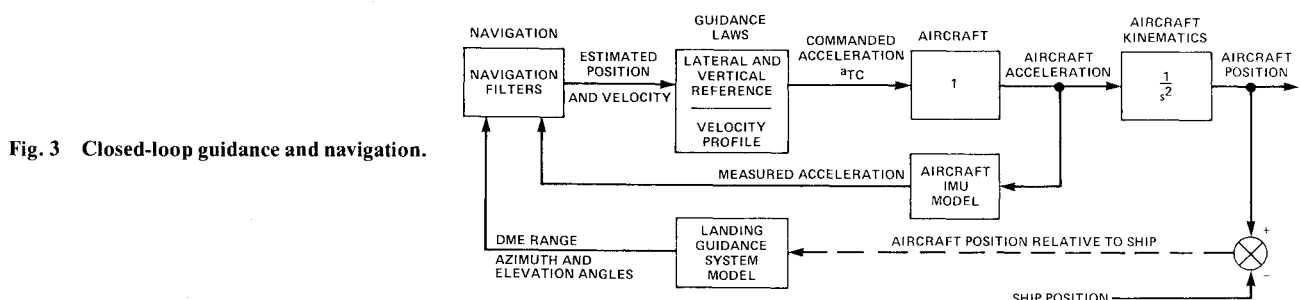 Fig. 3 Closed-loop guidance and navigation.
NAVIGATION
NAVIGATION
FILTERS
ESTIMATED
POSITION
AND VELOCITY
GUIDANCE
LAWS
LATERAL AND
VERTICAL
REFERENCE
VELOCITY
PROFILE
COMMANDED
ACCELERATION
aTC
AIRCRAFT
1
AIRCRAFT
ACCELERATION
AIRCRAFT
KINEMATICS
1
s2
AIRCRAFT
POSITION
MEASURED ACCELERATION
AIRCRAFT
IMU
MODEL
DME RANGE
AZIMUTH AND
ELEVATION ANGLES
LANDING
GUIDANCE
SYSTEM
MODEL
AIRCRAFT POSITION RELATIVE TO SHIP
+
−
SHIP POSITION